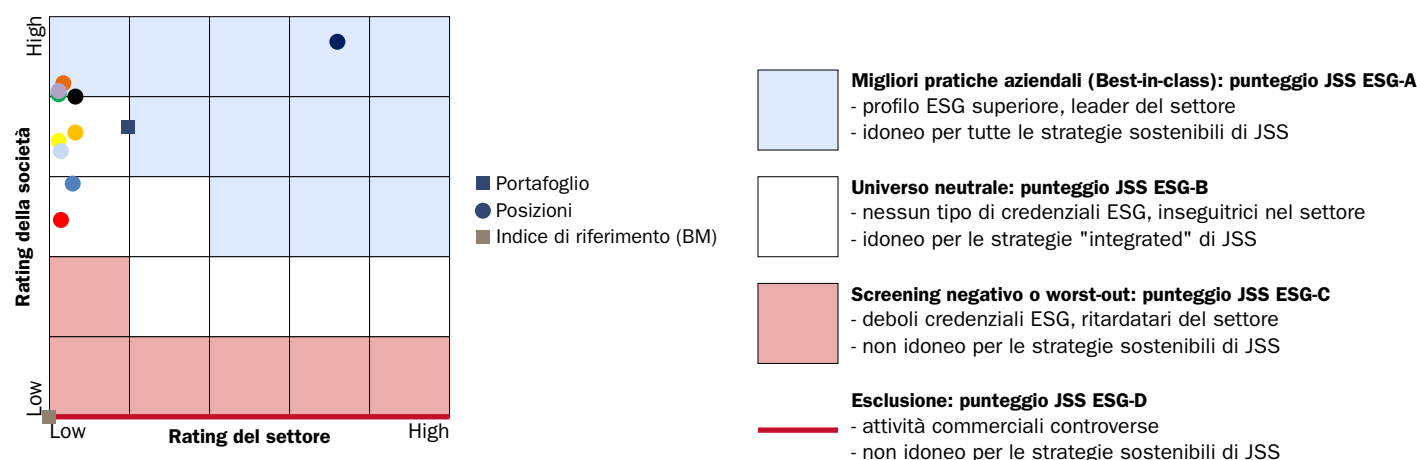 High
Rating della società
Low
Low
Rating del settore
High
Portafoglio
Posizioni
Indice di riferimento (BM)
Migliori pratiche aziendali (Best-in-class): punteggio JSS ESG-A
- profilo ESG superiore, leader del settore
- idoneo per tutte le strategie sostenibili di JSS
Universo neutrale: punteggio JSS ESG-B
- nessun tipo di credenziali ESG, inseguitrici nel settore
- idoneo per le strategie "integrated" di JSS
Screening negativo o worst-out: punteggio JSS ESG-C
- deboli credenziali ESG, ritardatari del settore
- non idoneo per le strategie sostenibili di JSS
Esclusione: punteggio JSS ESG-D
- attività commerciali controverse
- non idoneo per le strategie sostenibili di JSS